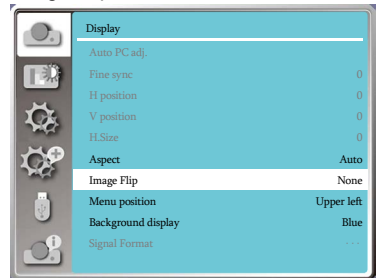 Display
Auto PC adj.
Fine sync 0
H position 0
V position 0
H.Size 0
Aspect Auto
Image Flip None
Menu position Upper left
Background display Blue
Signal Format ...